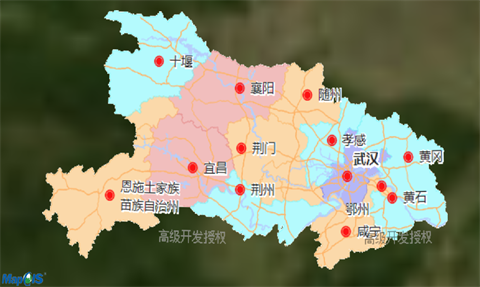 十堰
襄阳
随州
孝感
荆门
武汉
黄冈
宜昌
恩施土家族
苗族自治州
荆州
黄石
鄂州
咸宁
高级开发授权
高级开发授权
MapGIS